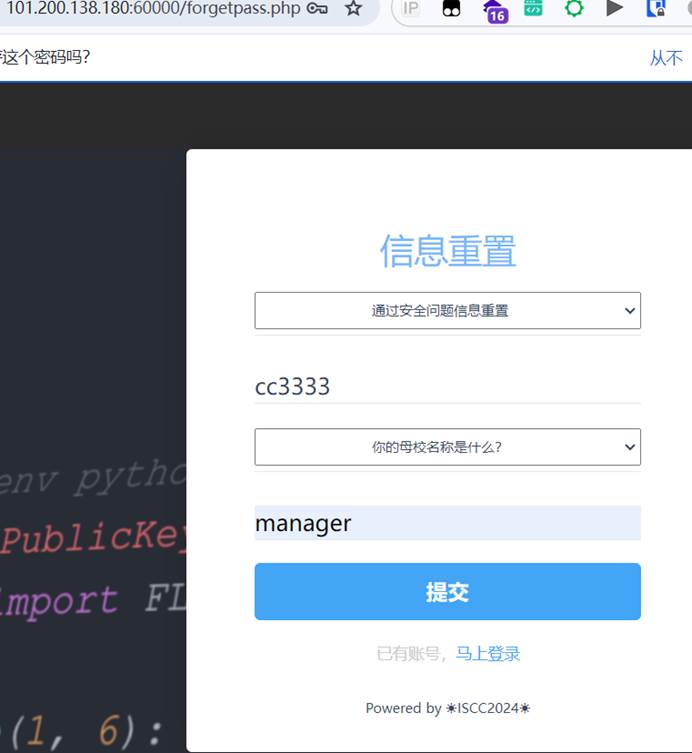 101.200.138.180:60000/forgetpass.php
IP
16
这个密码吗?
从不
信息重置
通过安全问题信息重置
cc3333
你的母校名称是什么?
env pytho
manager
PublicKey
提交
import FL
已有账号，马上登录
Powered by ☀ISCC2024☀
(1, 6):